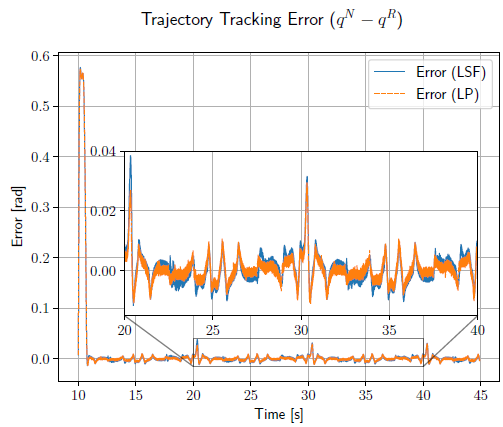 Trajectory Tracking Error ($q^N - q^R$)
0.6
0.5
0.4
0.3
0.2
0.1
0.0
Error [rad]
Error (LSF)
Error (LP)
0.04
0.02
0.00
20 25 30 35 40
10 15 20 25 30 35 40 45
Time [s]